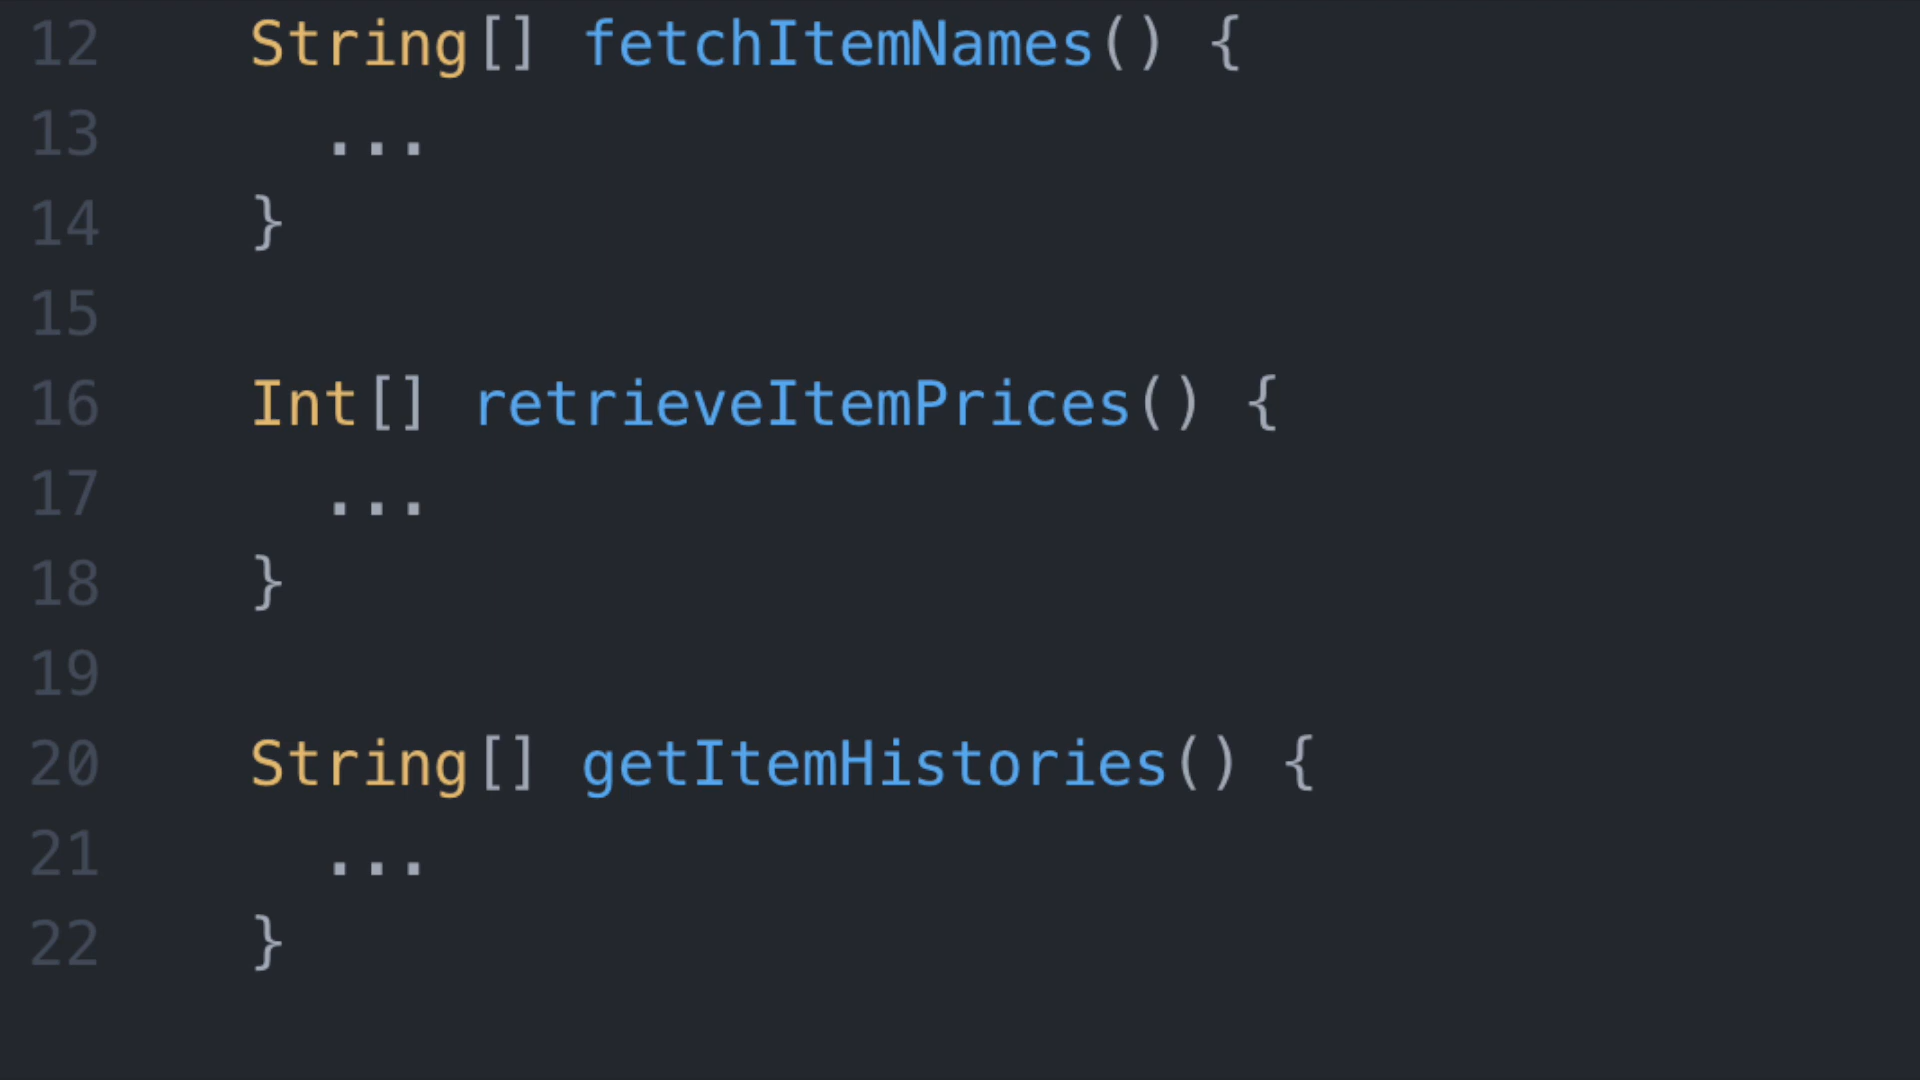 12 String[] fetchItemNames() {
13 ...
14 }
15
16 Int[] retrieveItemPrices() {
17 ...
18 }
19
20 String[] getItemHistories() {
21 ...
22 }